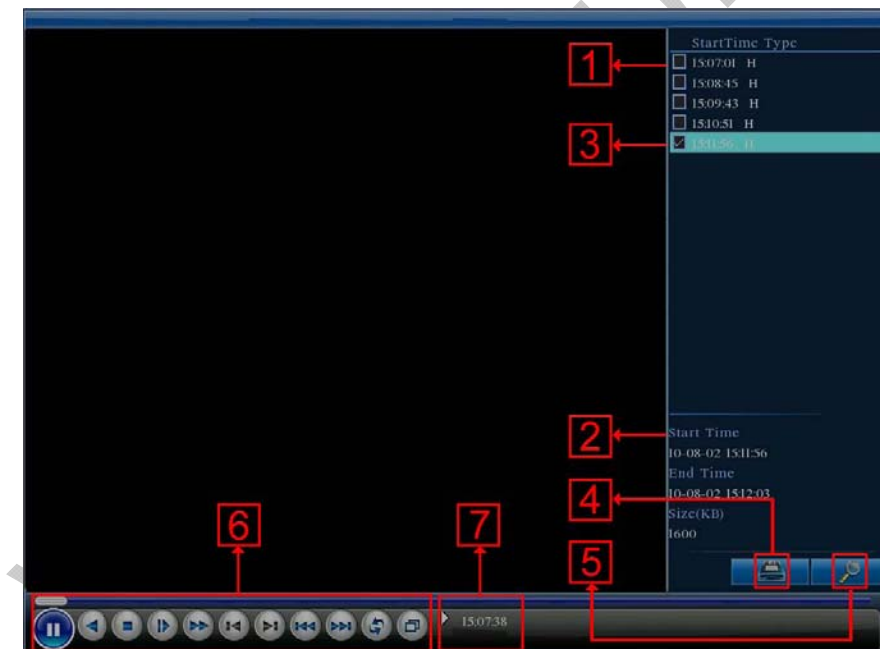 StartTime Type
1
15:07:01 H
15:08:45 H
15:09:43 H
15:10:51 H
3
15:11:56 H
2
Start Time
10-08-02 15:11:56
End Time
4
10-08-02 15:12:03
Size(KB)
6
7
1600
5
15:07:38